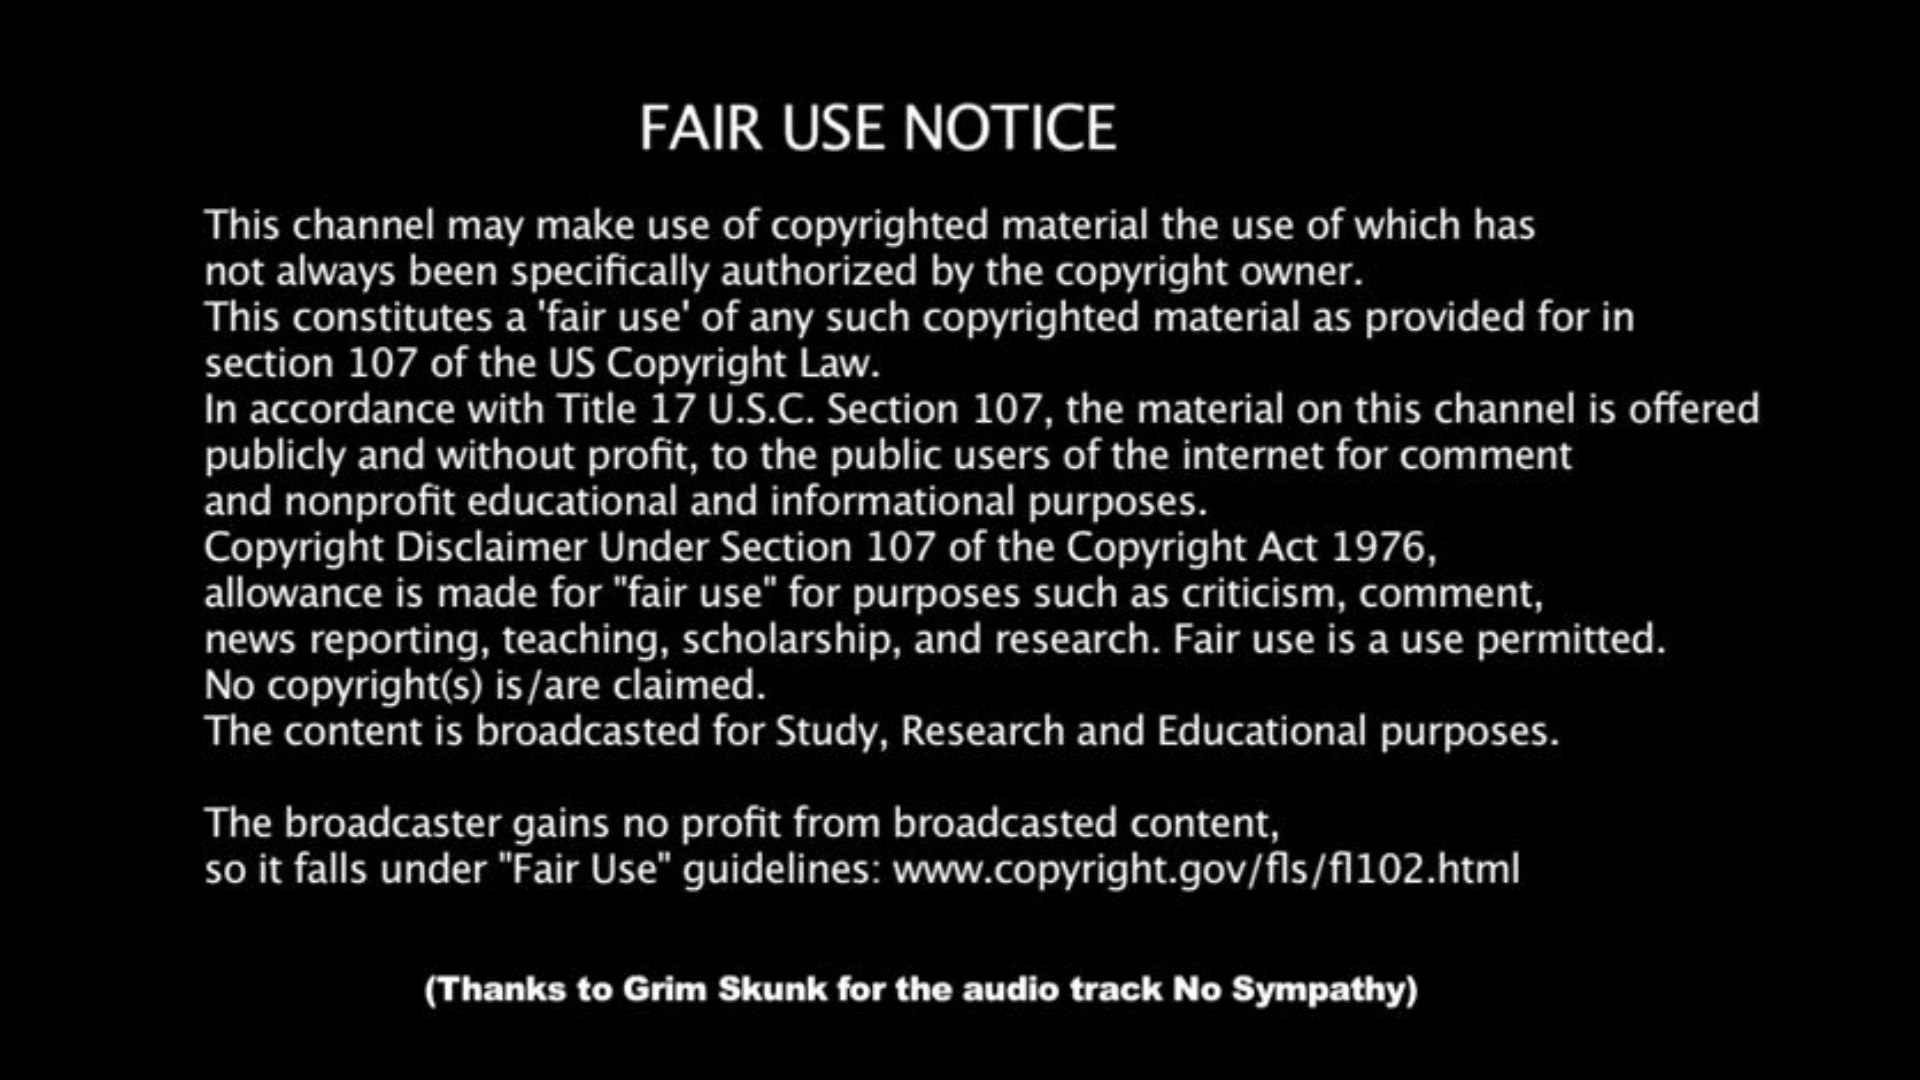 FAIR USE NOTICE
This channel may make use of copyrighted material the use of which has
not always been specifically authorized by the copyright owner.
This constitutes a 'fair use' of any such copyrighted material as provided for in
section 107 of the US Copyright Law.
In accordance with Title 17 U.S.C. Section 107, the material on this channel is offered
publicly and without profit, to the public users of the internet for comment
and nonprofit educational and informational purposes.
Copyright Disclaimer Under Section 107 of the Copyright Act 1976,
allowance is made for "fair use" for purposes such as criticism, comment,
news reporting, teaching, scholarship, and research. Fair use is a use permitted.
No copyright(s) is/are claimed.
The content is broadcasted for Study, Research and Educational purposes.
The broadcaster gains no profit from broadcasted content,
so it falls under "Fair Use" guidelines: www.copyright.gov/fls/fl102.html
(Thanks to Grim Skunk for the audio track No Sympathy)